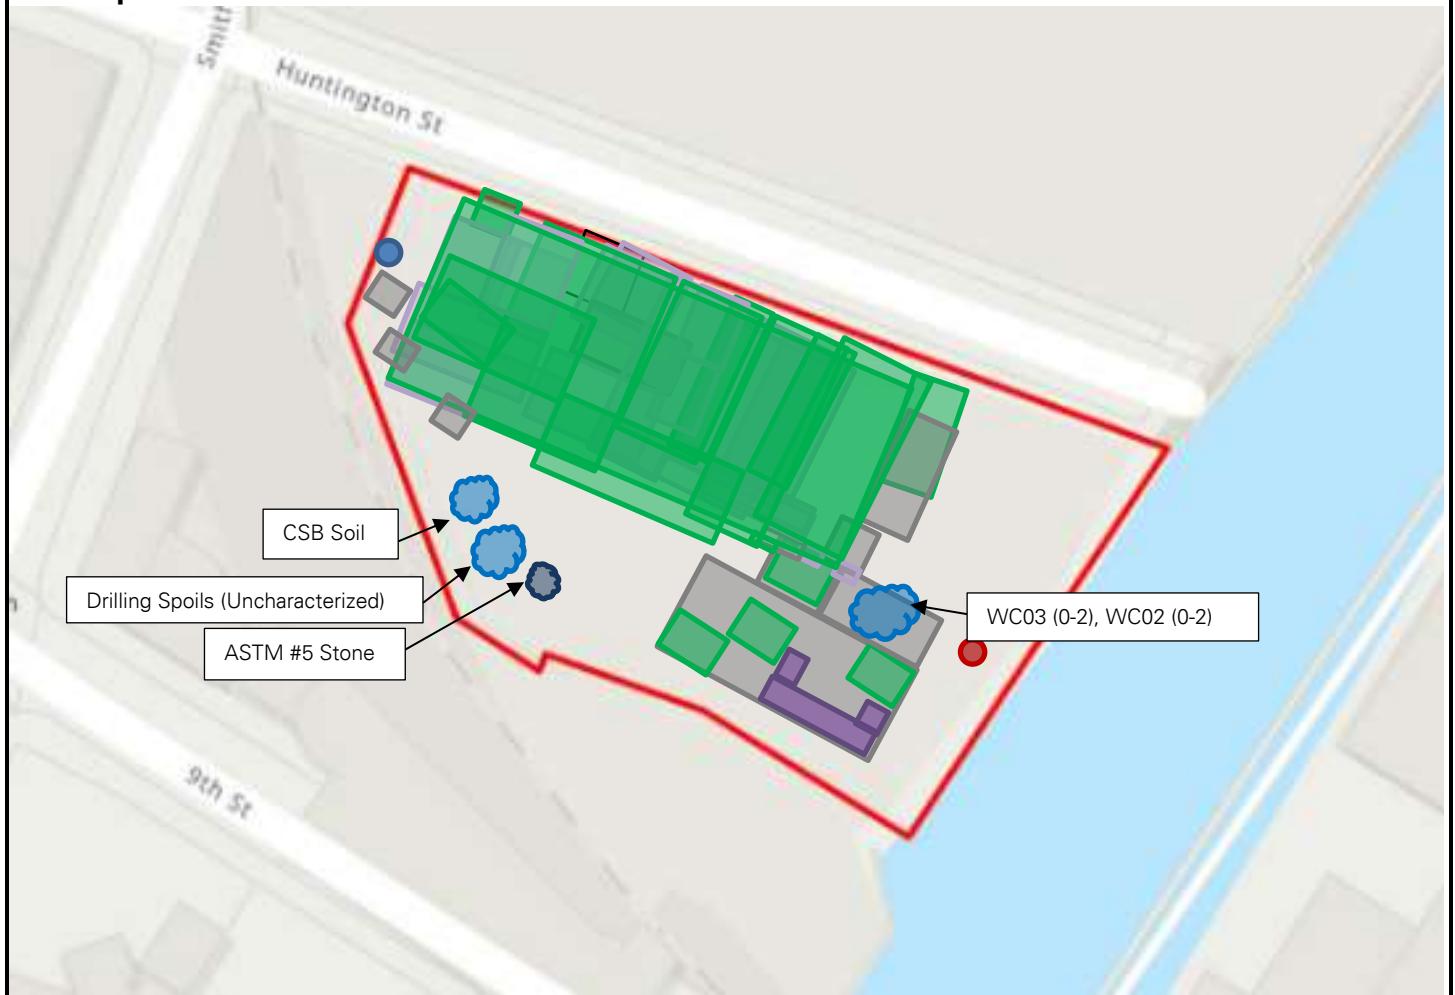 Smith
Huntington St
CSB Soil
Drilling Spoils (Uncharacterized)
ASTM #5 Stone
WC03 (0-2), WC02 (0-2)
9th St